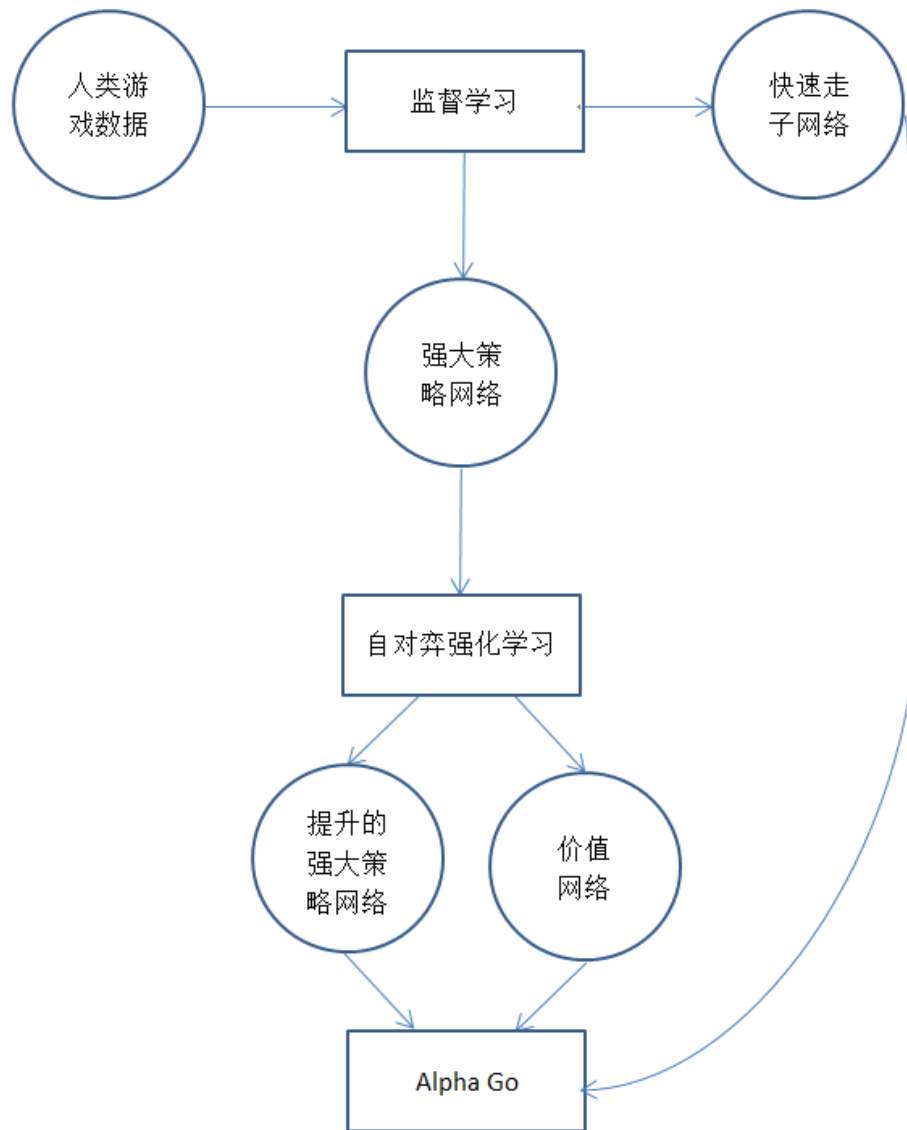 人类游
戏数据
监督学习
快速走
子网络
强大策
略网络
自对弈强化学习
提升的
强大策
略网络
价值
网络
Alpha Go